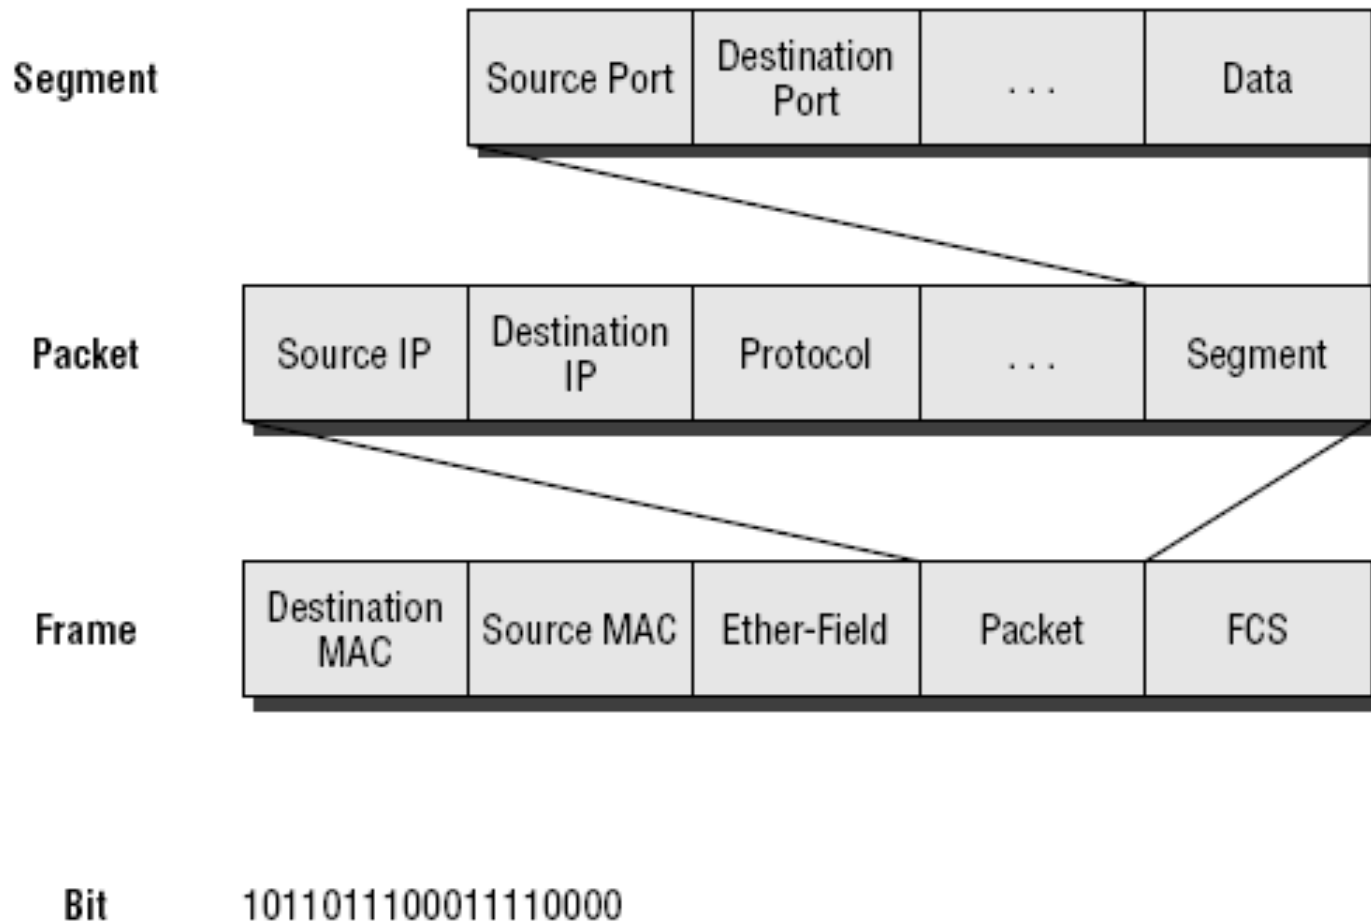 Segment
Source Port
Destination
Port
...
Data
Packet
Source IP
Destination
IP
Protocol
...
Segment
Frame
Destination
MAC
Source MAC
Ether-Field
Packet
FCS
Bit
1011011100011110000